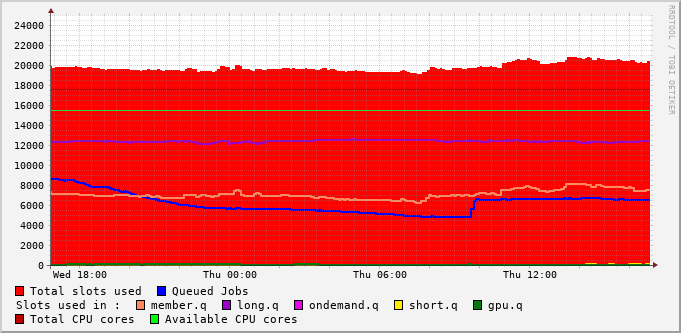 RRDTOOL / TOBI OETIKER
24000
22000
20000
18000
16000
14000
12000
10000
8000
6000
4000
2000
0
Wed 18:00 Thu 00:00 Thu 06:00 Thu 12:00
Total slots used Queued Jobs
Slots used in : member.q long.q ondemand.q short.q gpu.q
Total CPU cores Available CPU cores